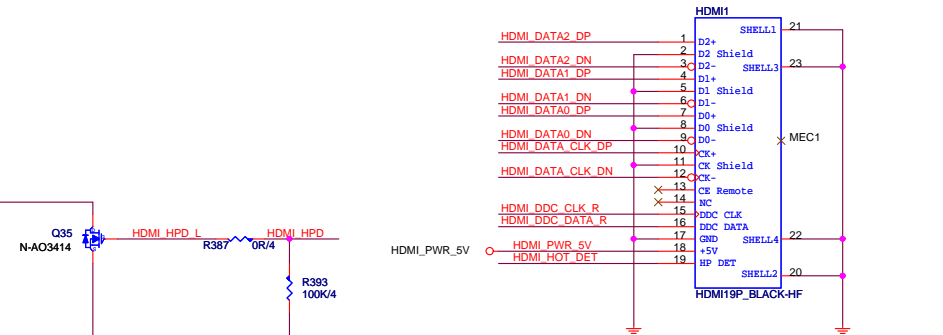 HDMI1
HDMI_DATA2_DP 1 D2+ SHELL1 21
2 D2 Shield
HDMI_DATA2_DN 3 D2- SHELL3 23
HDMI_DATA1_DP 4 D1+
5 D1 Shield
HDMI_DATA1_DN 6 D1-
HDMI_DATA0_DP 7 D0+
8 D0 Shield
HDMI_DATA0_DN 9 D0- MEC1
HDMI_DATA_CLK_DP 10 CK+
11 CK Shield
HDMI_DATA_CLK_DN 12 CK-
13 CE Remote
14 NC
HDMI_DDC_CLK_R 15 DDC CLK
HDMI_DDC_DATA_R 16 DDC DATA
17 GND SHELL4 22
HDMI_PWR_5V HDMI_PWR_5V 18 +5V
HDMI_HOT_DET 19 HP DET
SHELL2 20
HDMI19P_BLACK-HF
Q35
N-AO3414
HDMI_HPD_L
R387
0R/4
HDMI_HPD
R393
100K/4